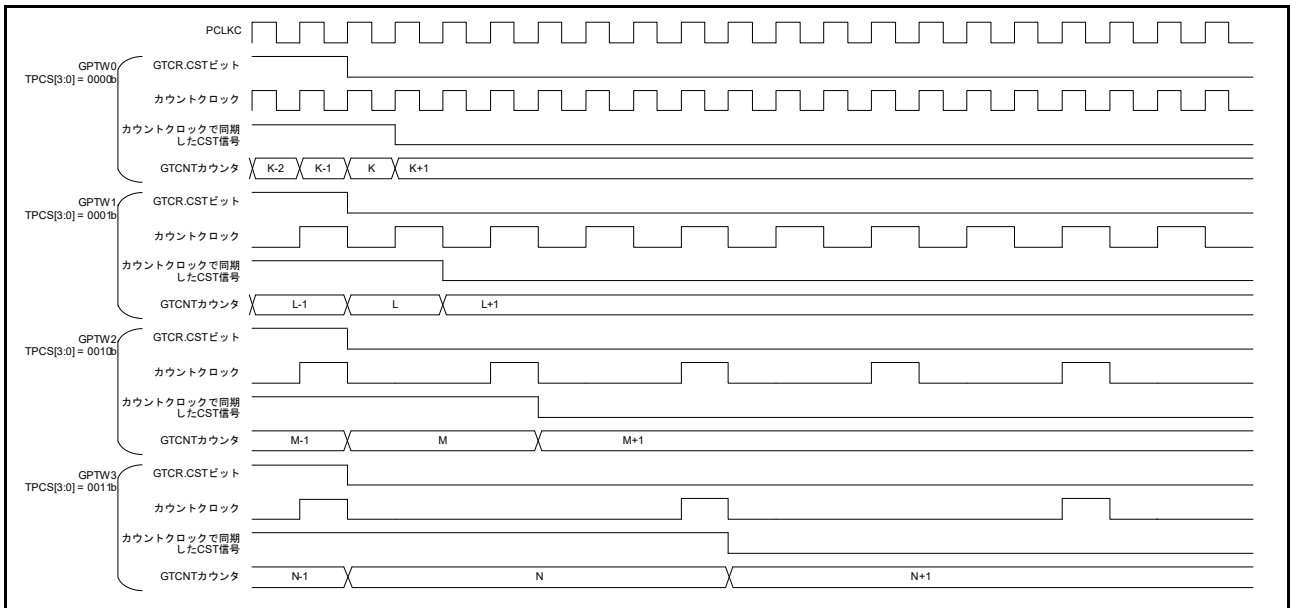 PCLKC
GPTW0
TPCS[3:0] = 0000b
GTCR.CSTビット
カウントクロック
カウントクロックで同期
したCST信号
GTCNTカウンタ
K-2
K-1
K
K+1
GPTW1
TPCS[3:0] = 0001b
GTCR.CSTビット
カウントクロック
カウントクロックで同期
したCST信号
GTCNTカウンタ
L-1
L
L+1
GPTW2
TPCS[3:0] = 0010b
GTCR.CSTビット
カウントクロック
カウントクロックで同期
したCST信号
GTCNTカウンタ
M-1
M
M+1
GPTW3
TPCS[3:0] = 0011b
GTCR.CSTビット
カウントクロック
カウントクロックで同期
したCST信号
GTCNTカウンタ
N-1
N
N+1